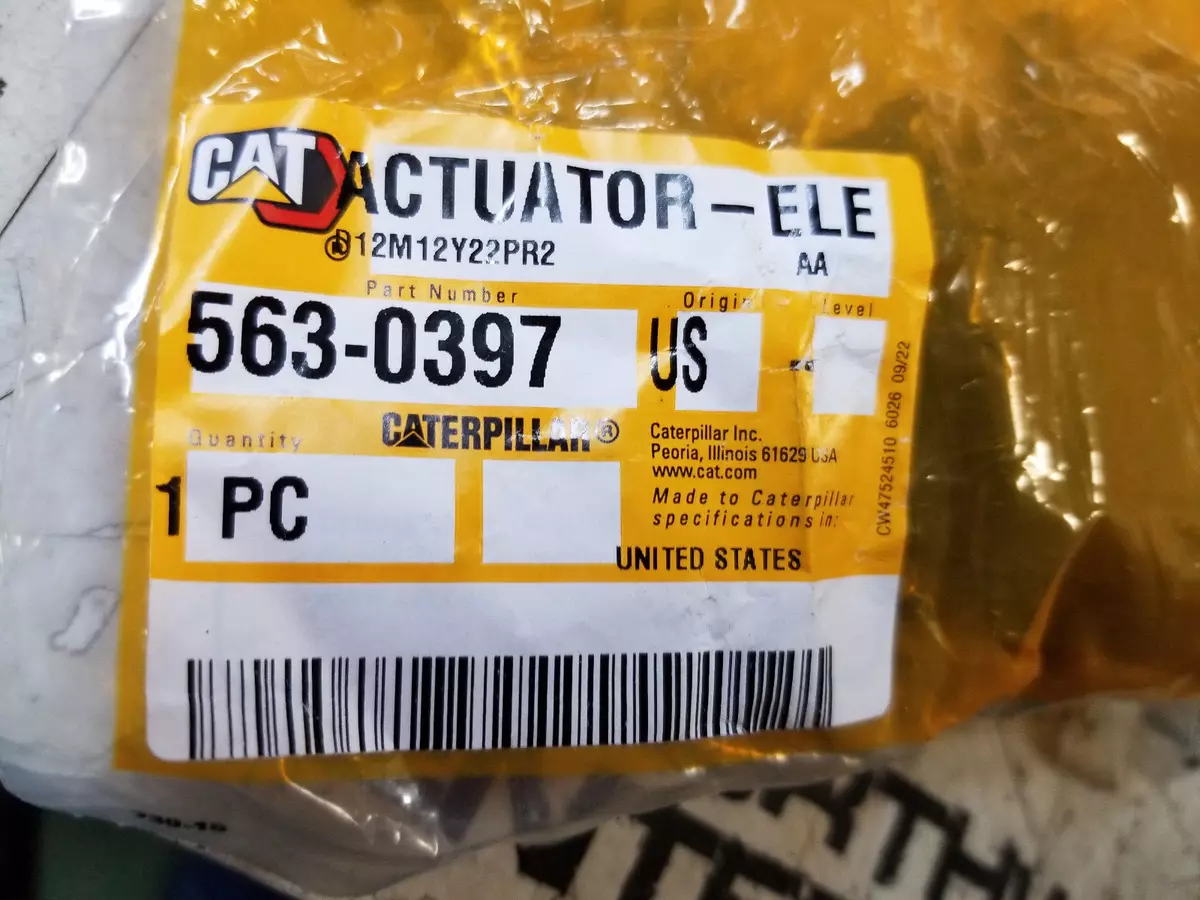 CAT ACTUATOR - ELE
12M12Y22PR2 AA
Part Number Origin Level
563-0397 US --
Quantity CATERPILLAR®
1 PC
Caterpillar Inc.
Peoria, Illinois 61629 USA
www.cat.com
Made to Caterpillar
specifications in:
UNITED STATES
CW47524510 6026 09/22